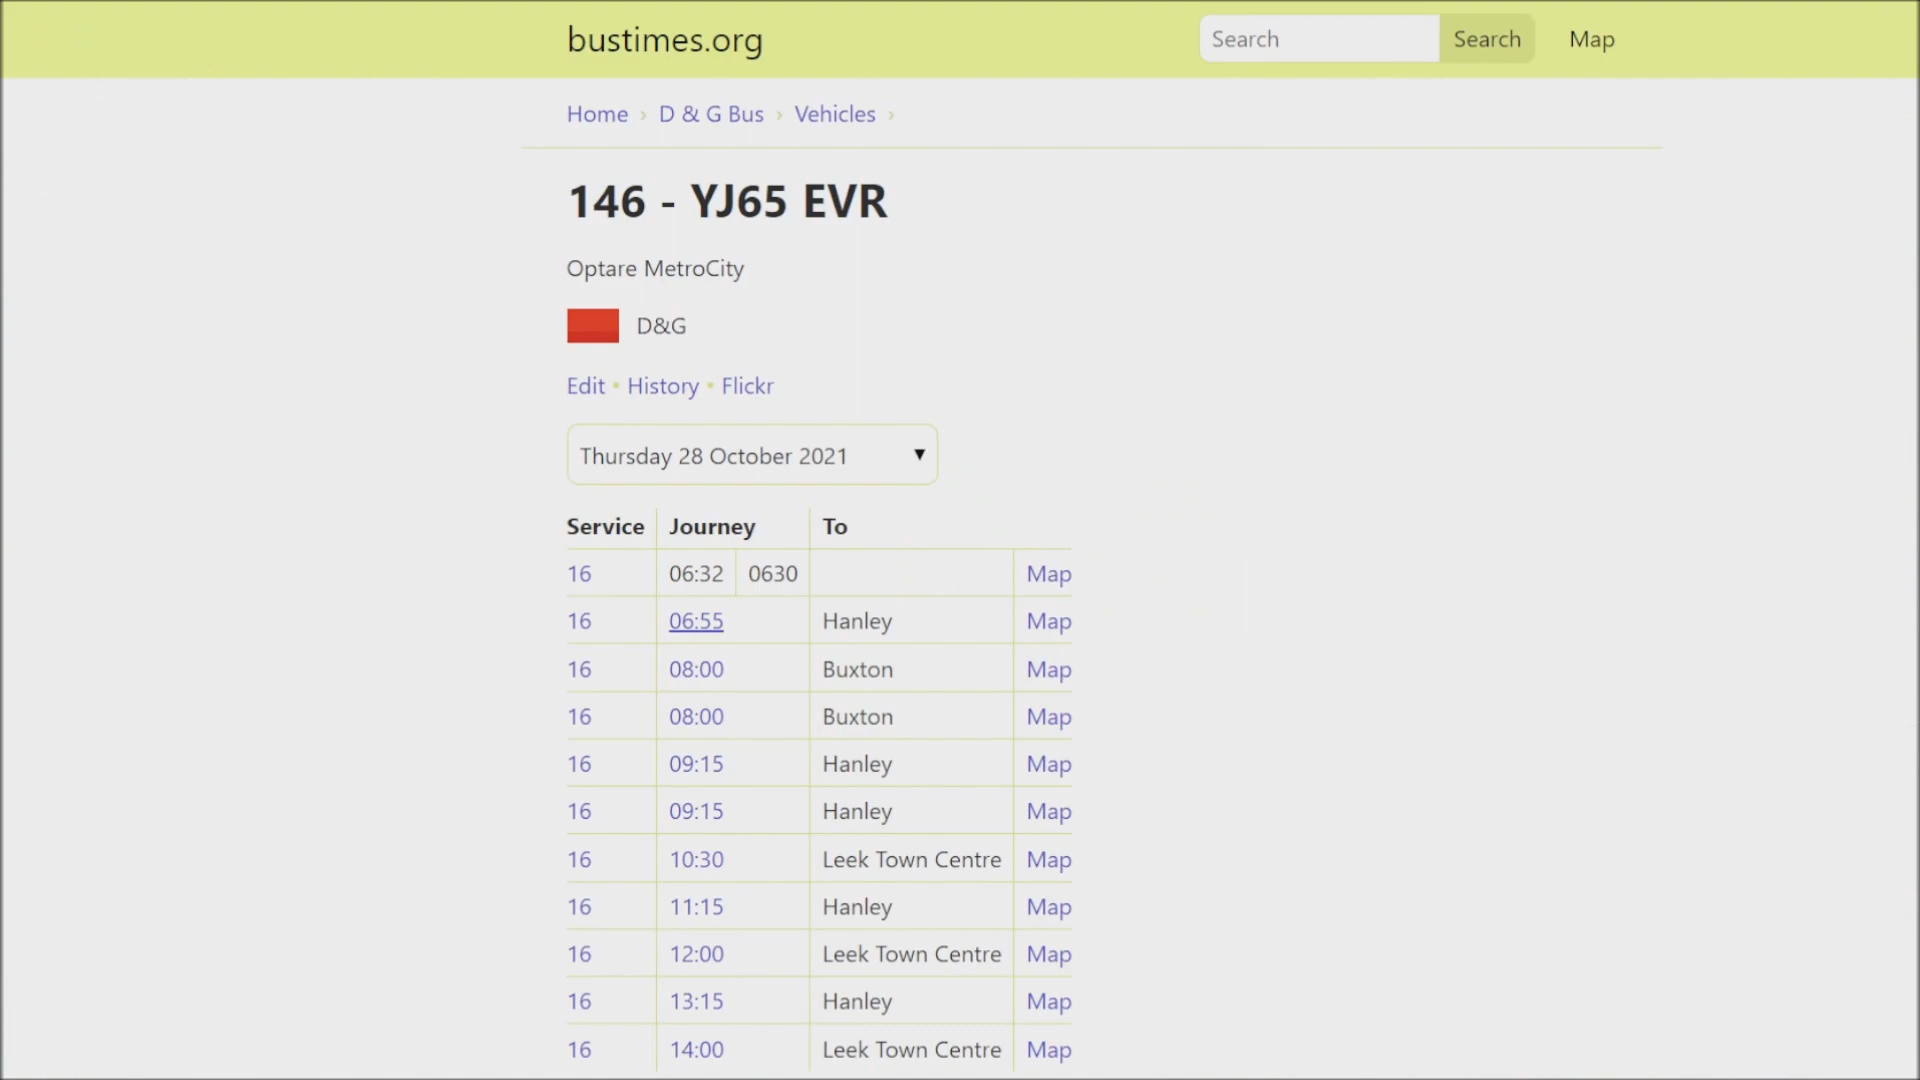 bustimes.org Search Search Map
Home › D & G Bus › Vehicles ›
146 - YJ65 EVR
Optare MetroCity
D&G
Edit • History • Flickr
Thursday 28 October 2021 ▼
Service Journey To
16 06:32 0630 Map
16 06:55 Hanley Map
16 08:00 Buxton Map
16 08:00 Buxton Map
16 09:15 Hanley Map
16 09:15 Hanley Map
16 10:30 Leek Town Centre Map
16 11:15 Hanley Map
16 12:00 Leek Town Centre Map
16 13:15 Hanley Map
16 14:00 Leek Town Centre Map